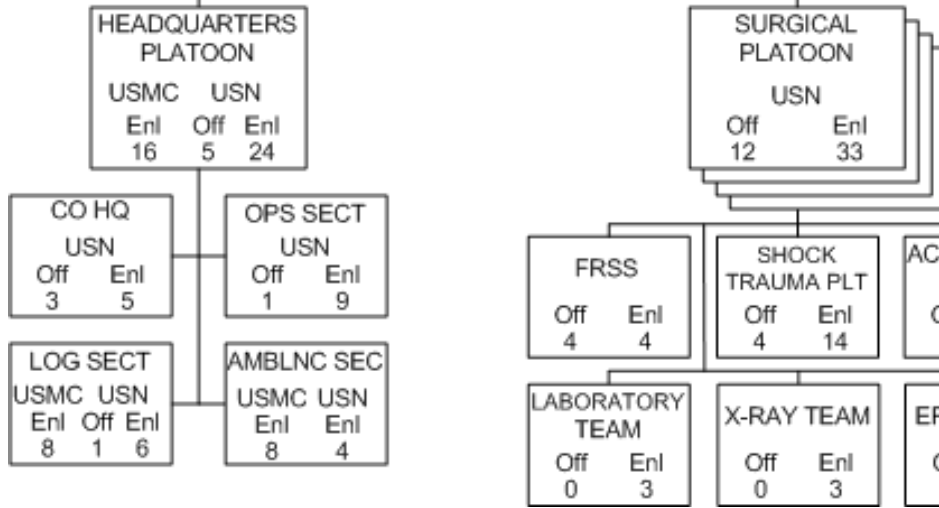 HEADQUARTERS
PLATOON
USMC USN
Enl Off Enl
16 5 24
CO HQ
USN
Off Enl
3 5
OPS SECT
USN
Off Enl
1 9
LOG SECT
USMC USN
Enl Off Enl
8 1 6
AMBLNC SEC
USMC USN
Enl Enl
8 4
SURGICAL
PLATOON
USN
Off Enl
12 33
FRSS
Off Enl
4 4
SHOCK
TRAUMA PLT
Off Enl
4 14
AC
LABORATORY
TEAM
Off Enl
0 3
X-RAY TEAM
Off Enl
0 3